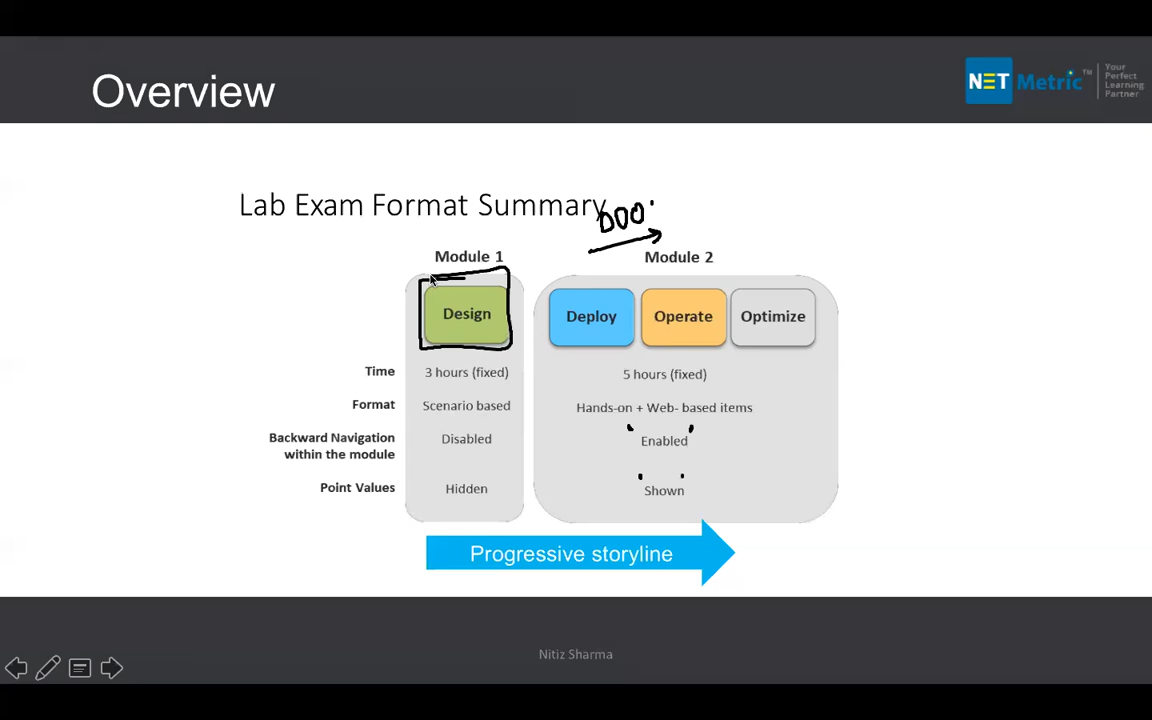 Overview
NET Metric™
Your
Perfect
Learning
Partner
Lab Exam Format Summary
DOO
Module 1 Module 2
Design Deploy Operate Optimize
Time 3 hours (fixed) 5 hours (fixed)
Format Scenario based Hands-on + Web- based items
Backward Navigation
within the module Disabled Enabled
Point Values Hidden Shown
Progressive storyline
Nitiz Sharma